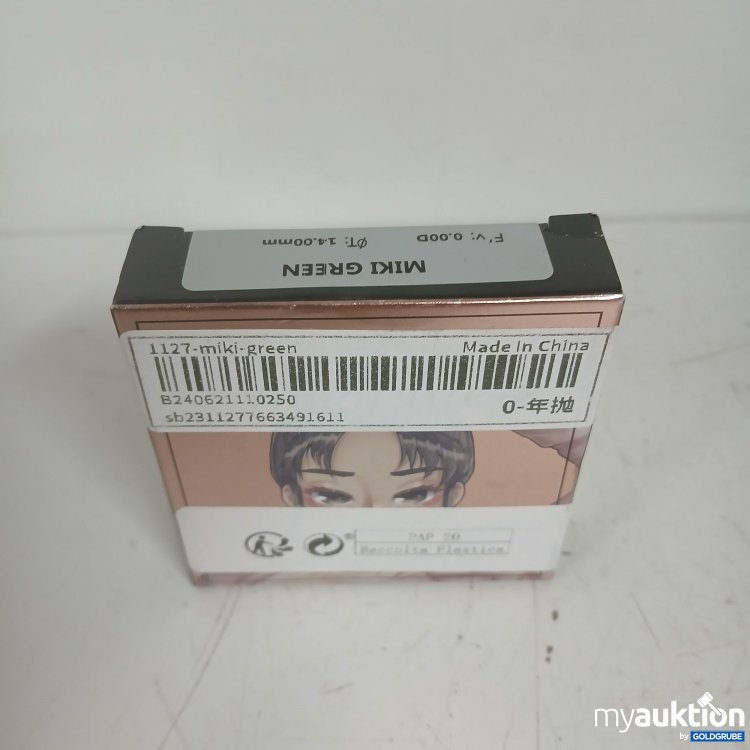 F'v: 0.00D
ØT: 14.00mm
MIKI GREEN
1127-miki-green
Made In China
B240621110250
0-年抛
sb2311277663491611
PAP 20
Raccolta Plastica
myauktion
by GOLDGRUBE